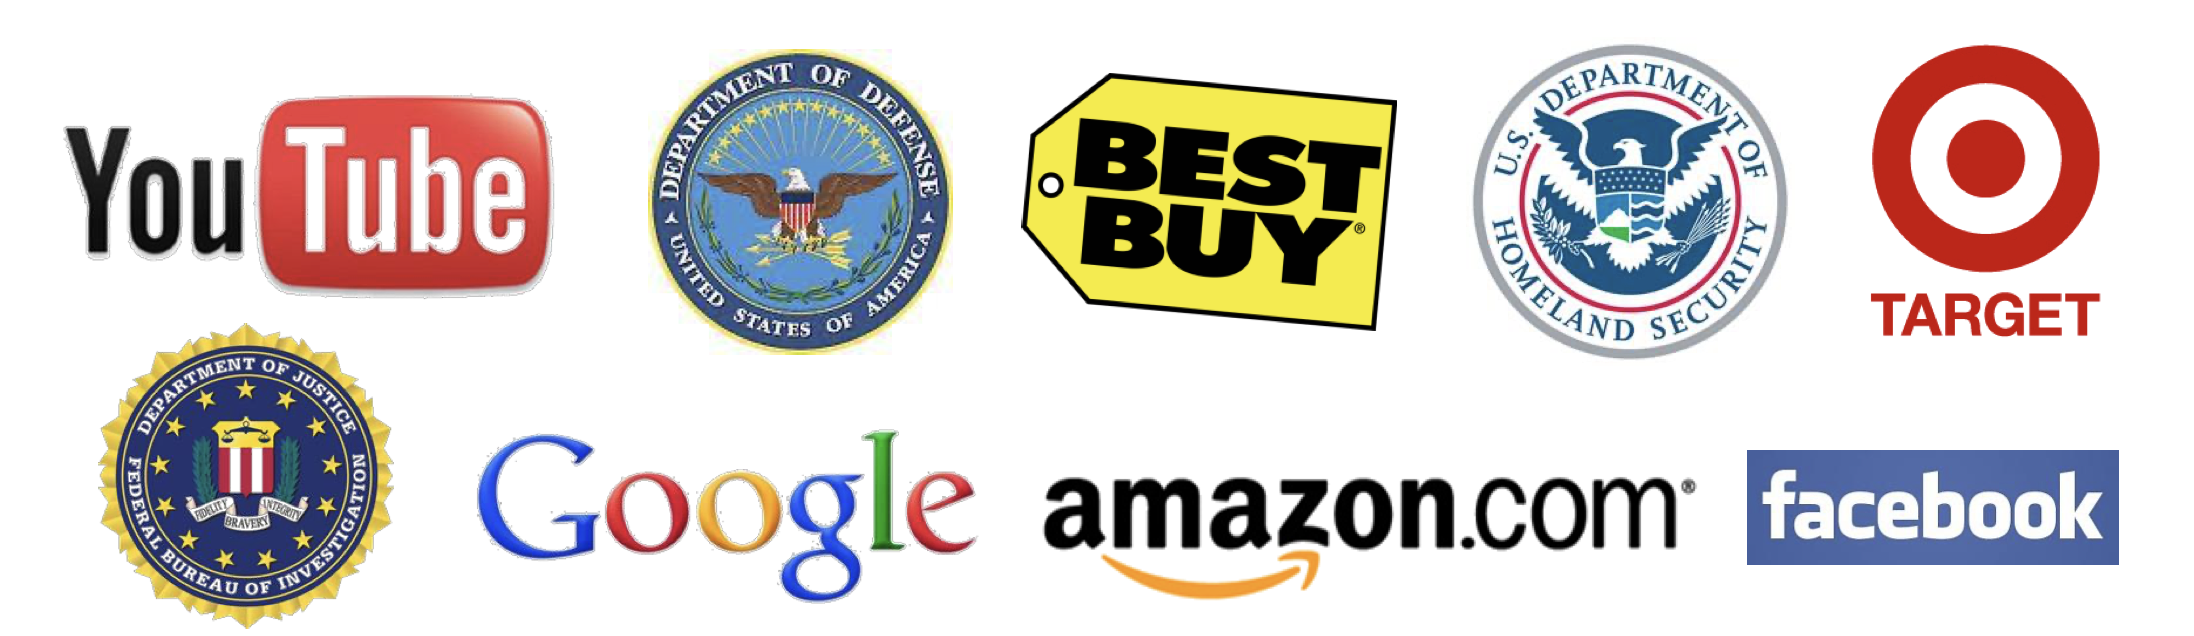 YouTube
DEPARTMENT OF DEFENSE
UNITED STATES OF AMERICA
BEST
BUY®
U.S. DEPARTMENT OF
HOMELAND SECURITY
TARGET
DEPARTMENT OF JUSTICE
FEDERAL BUREAU OF INVESTIGATION
FIDELITY
BRAVERY
INTEGRITY
Google
amazon.com®
facebook